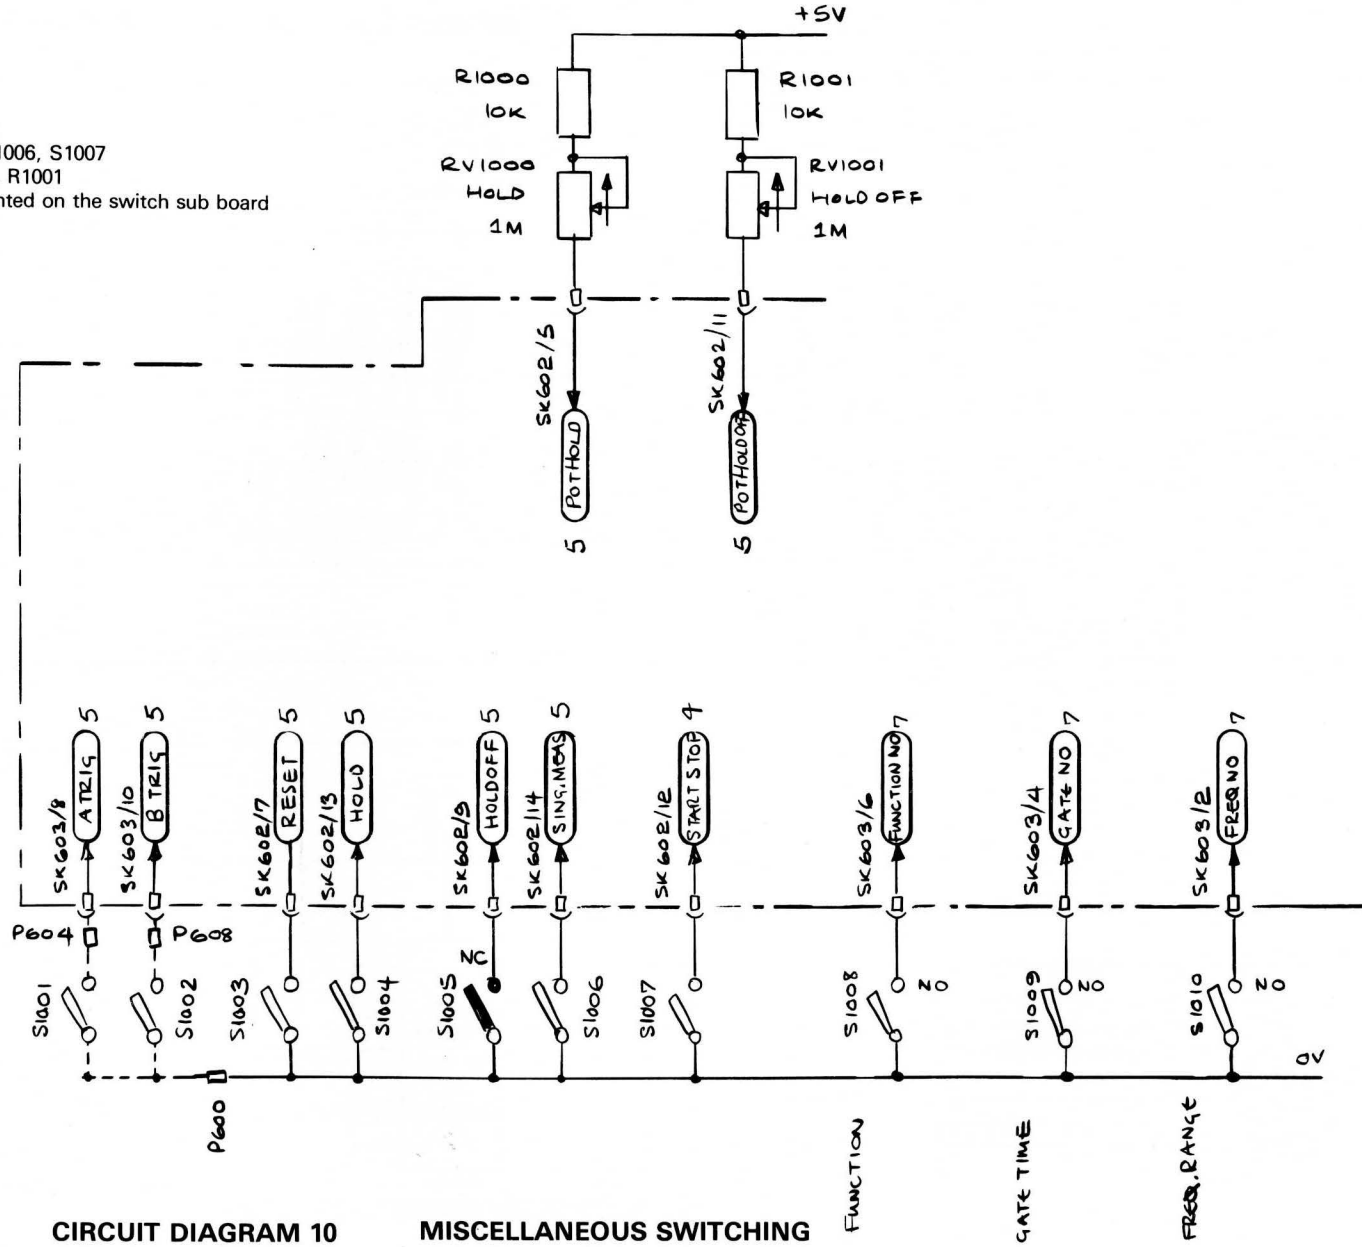 +5V
R1000
10K
R1001
10K
1006, S1007
R1001
nted on the switch sub board
RV1000
HOLD
1M
RV1001
HOLD OFF
1M
SK602/5
SK602/11
POTHOLD
POTHOLDOFF
5
5
5
5
5
5
5
5
4
7
7
7
A TRIG
B TRIG
RESET
HOLD
HOLDOFF
SING.MEAS
START STOP
FUNCTION NO
GATE NO
FREQ.NO
SK603/8
SK603/10
SK602/7
SK602/13
SK602/9
SK602/14
SK602/12
SK603/6
SK603/4
SK603/2
P604
P608
NC
NO
NO
NO
S1001
S1002
S1003
S1004
S1005
S1006
S1007
S1008
S1009
S1010
0V
P600
FUNCTION
GATE TIME
FREQ. RANGE
CIRCUIT DIAGRAM 10
MISCELLANEOUS SWITCHING